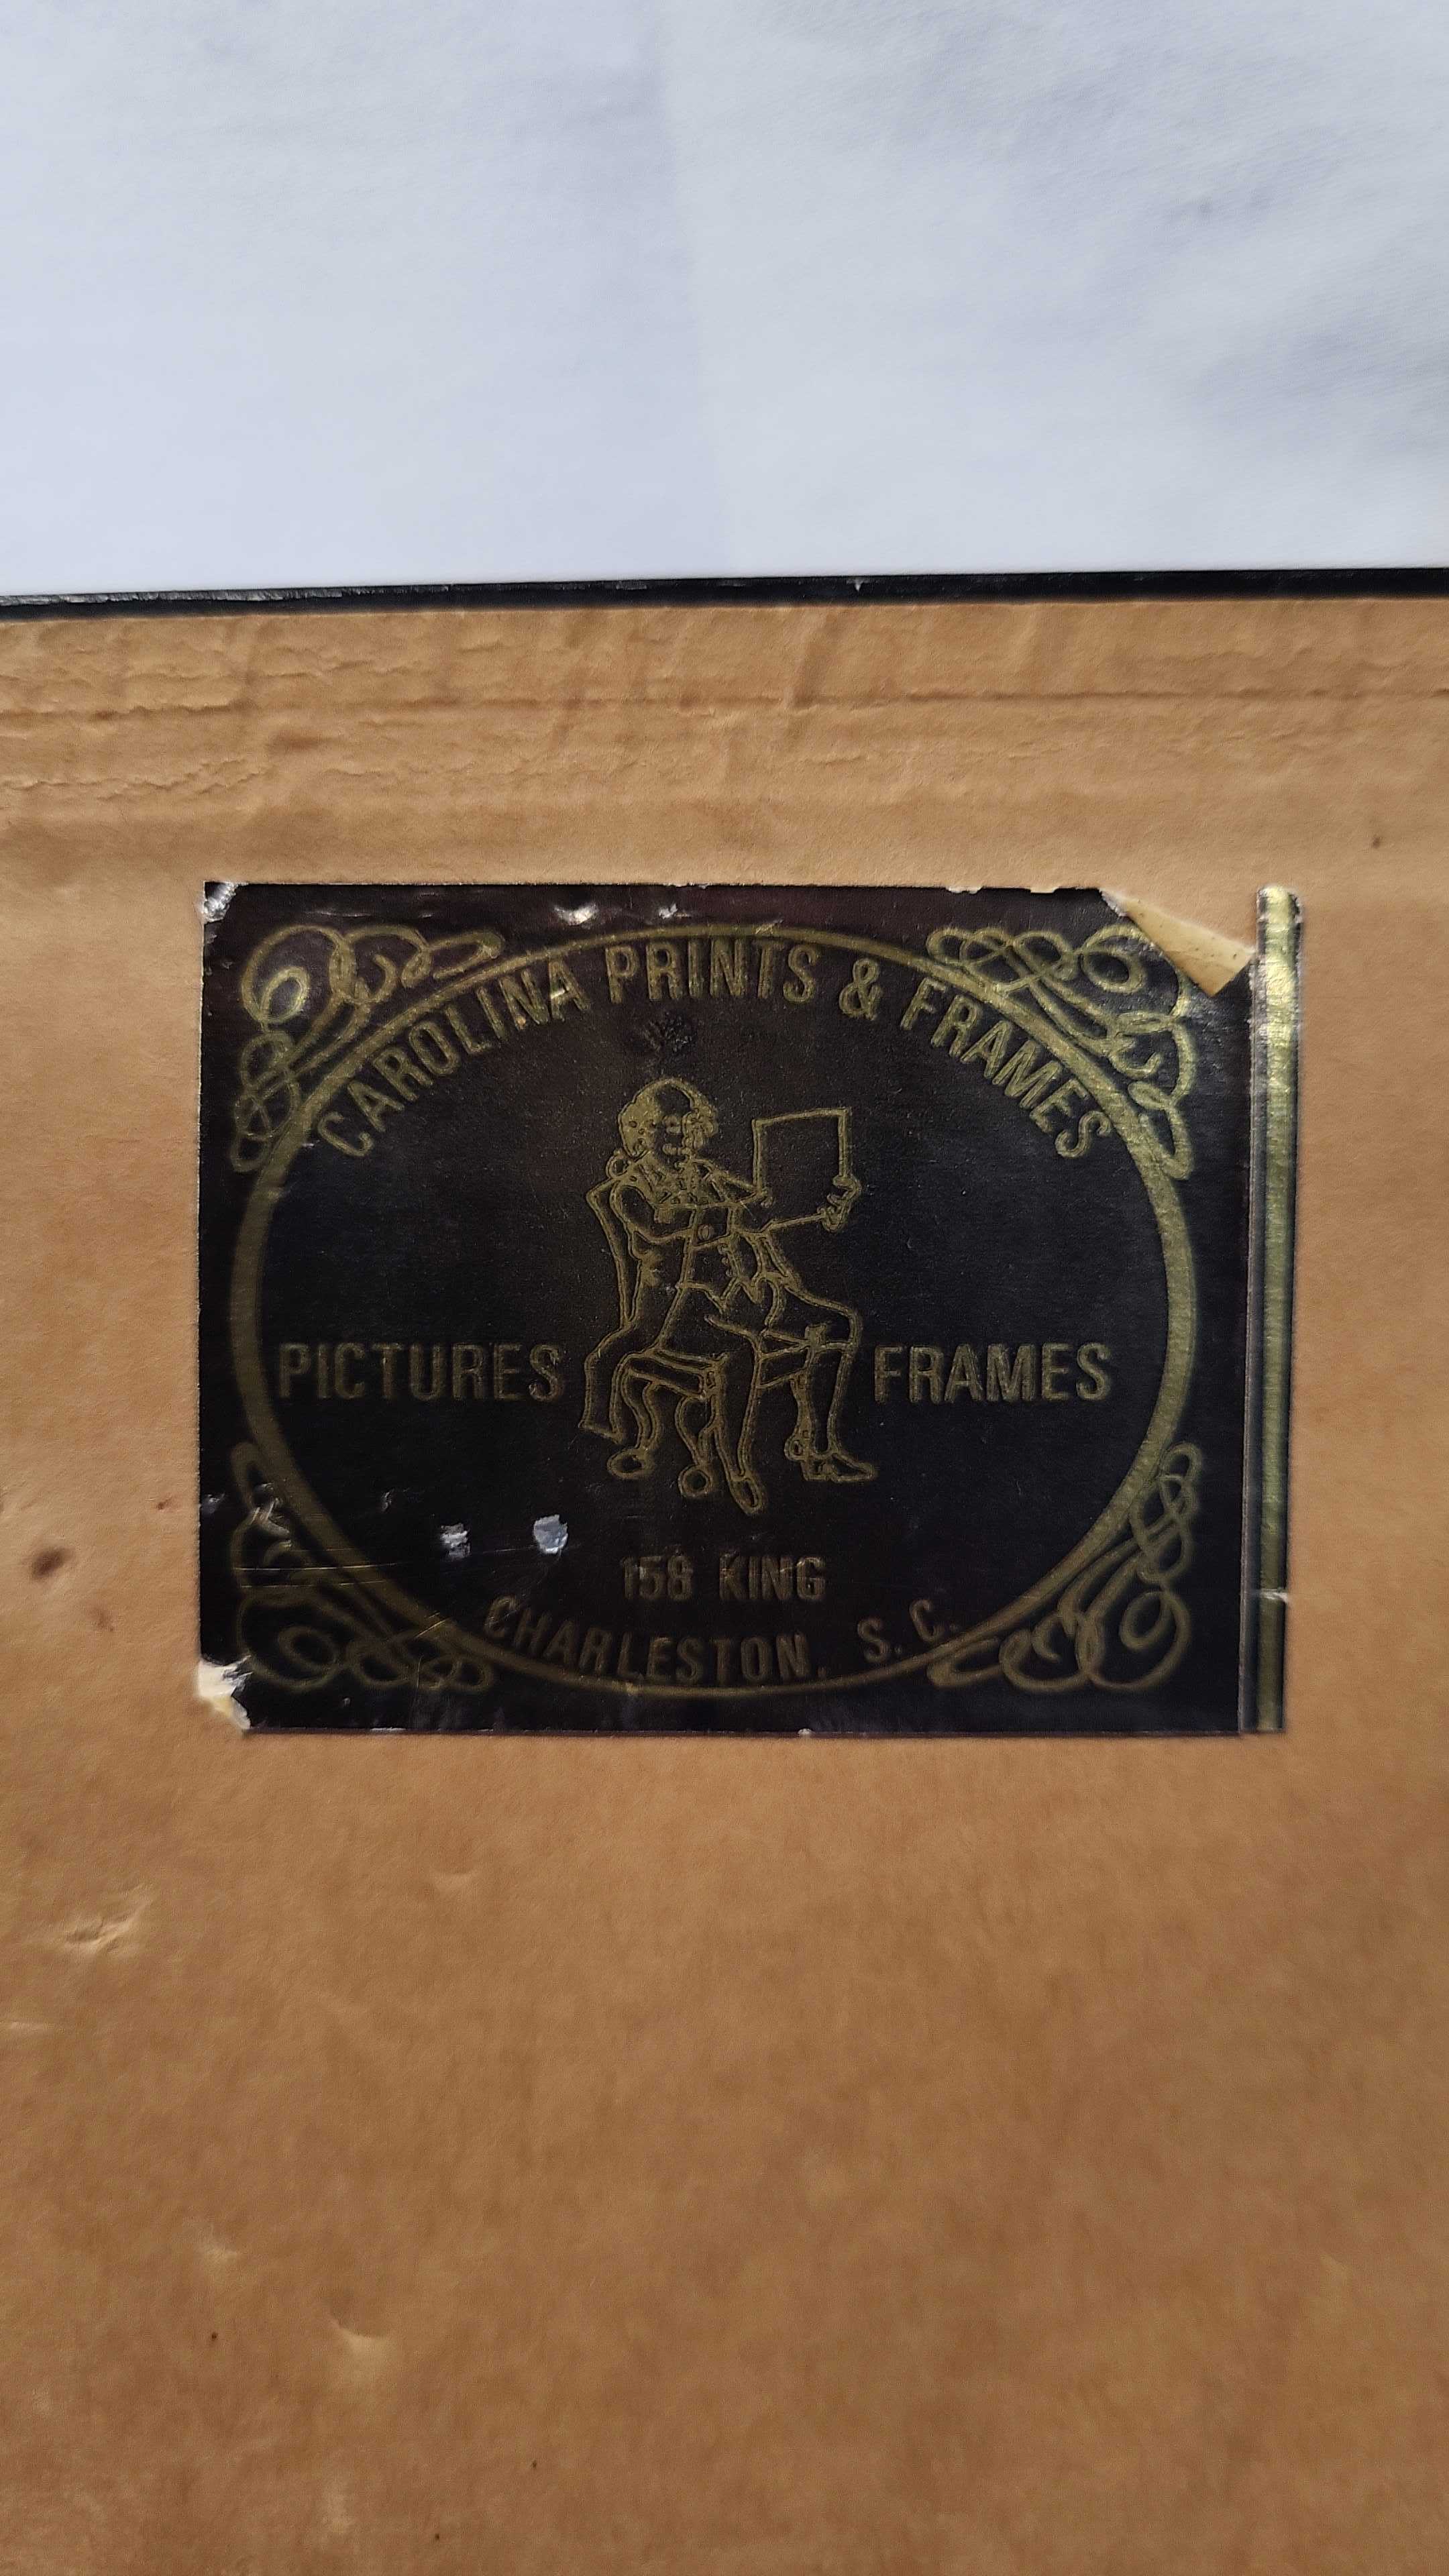 CAROLINA PRINTS & FRAMES
PICTURES FRAMES
158 KING
CHARLESTON, S. C.